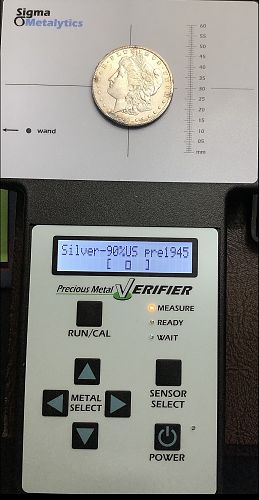 Sigma
Metalytics
60
55
50
45
40
35
30
25
20
15
10
05
mm
wand
Silver-90%US pre1945
[ 0 ]
Precious Metal VERIFIER
MEASURE
READY
WAIT
RUN/CAL
METAL
SELECT
SENSOR
SELECT
POWER